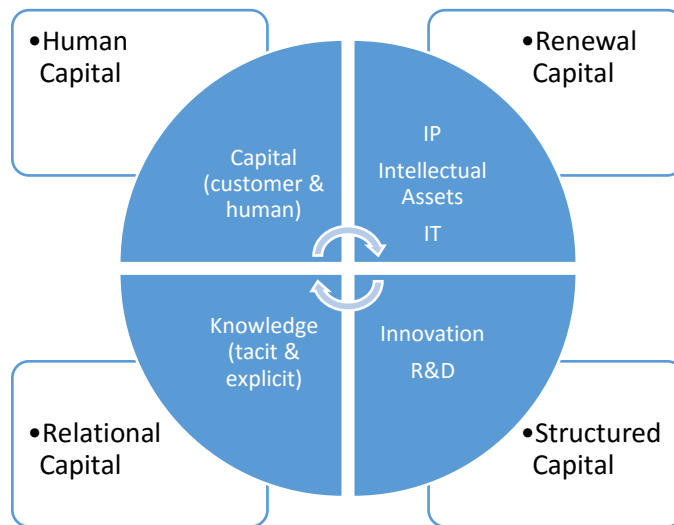 •Human
Capital
•Renewal
Capital
Capital
(customer &
human)
IP
Intellectual
Assets
IT
Knowledge
(tacit &
explicit)
Innovation
R&D
•Relational
Capital
•Structured
Capital